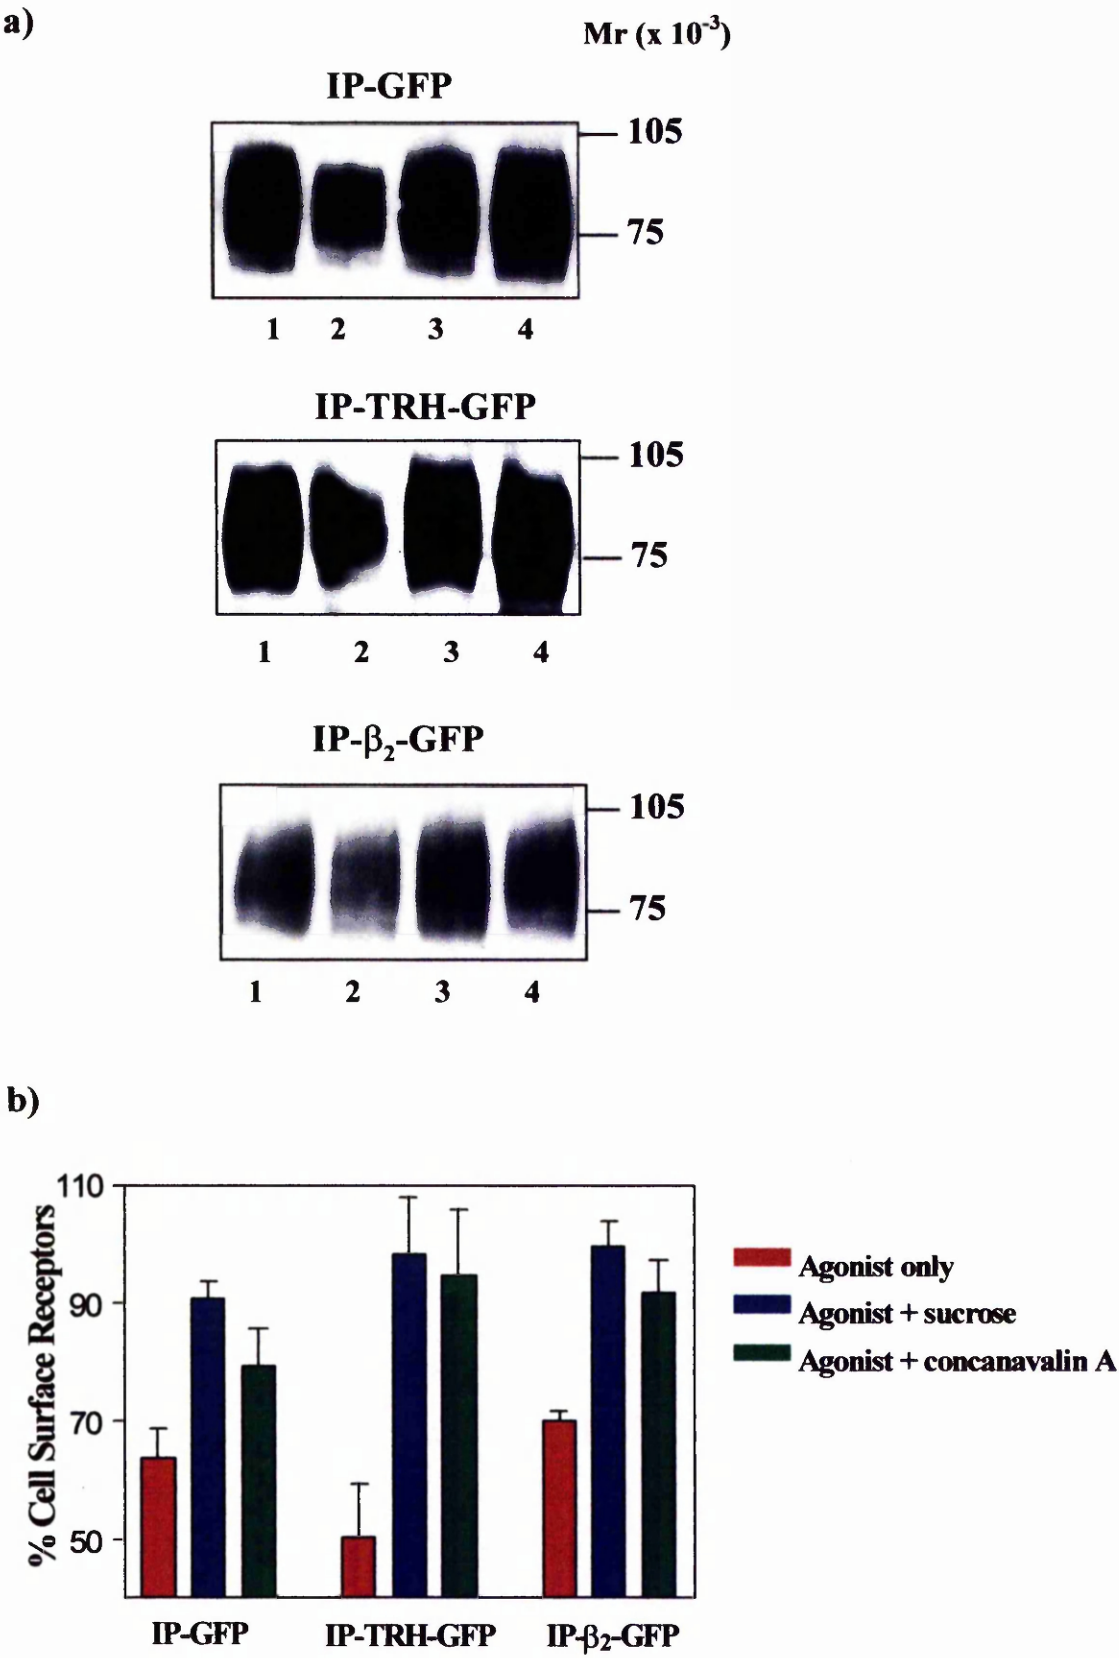 a)
Mr (x 10⁻³)
IP-GFP
105
75
1 2 3 4
IP-TRH-GFP
105
75
1 2 3 4
IP-β₂-GFP
105
75
1 2 3 4
b)
% Cell Surface Receptors
110
90
70
50
IP-GFP IP-TRH-GFP IP-β₂-GFP
Agonist only
Agonist + sucrose
Agonist + concanavalin A